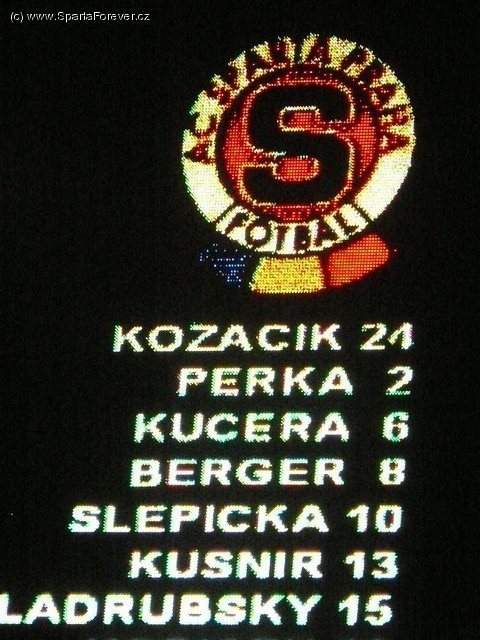 (c) www.SpartaForever.cz
AC SPARTA PRAHA
S
FOTBAL
KOZACIK 24
PERKA 2
KUCERA 6
BERGER 8
SLEPICKA 10
KUSNIR 13
LADRUBSKY 15